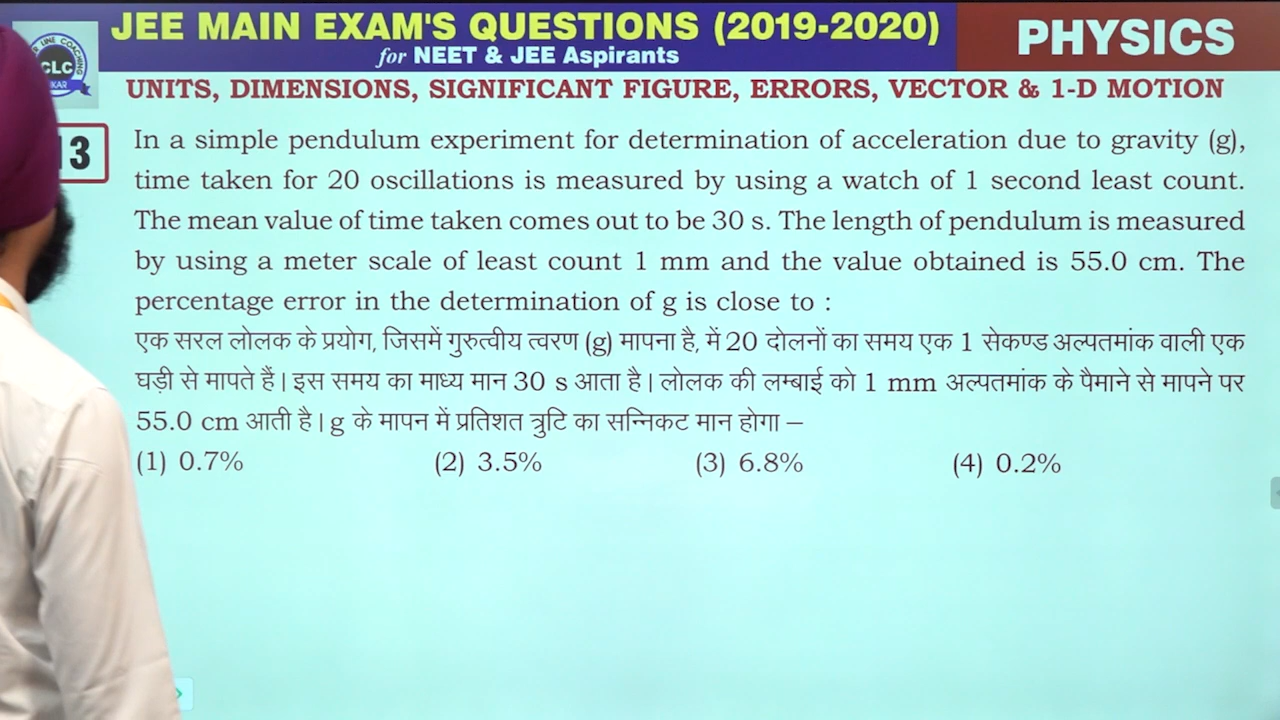 JEE MAIN EXAM'S QUESTIONS (2019-2020)
for NEET & JEE Aspirants
PHYSICS
LINE COACHING
CLC
KAR
UNITS, DIMENSIONS, SIGNIFICANT FIGURE, ERRORS, VECTOR & 1-D MOTION
13
In a simple pendulum experiment for determination of acceleration due to gravity (g),
time taken for 20 oscillations is measured by using a watch of 1 second least count.
The mean value of time taken comes out to be 30 s. The length of pendulum is measured
by using a meter scale of least count 1 mm and the value obtained is 55.0 cm. The
percentage error in the determination of g is close to :
एक सरल लोलक के प्रयोग, जिसमें गुरुत्वीय त्वरण (g) मापना है, में 20 दोलनों का समय एक 1 सेकण्ड अल्पतमांक वाली एक
घड़ी से मापते हैं। इस समय का माध्य मान 30 s आता है। लोलक की लम्बाई को 1 mm अल्पतमांक के पैमाने से मापने पर
55.0 cm आती है। g के मापन में प्रतिशत त्रुटि का सन्निकट मान होगा –
(1) 0.7% (2) 3.5% (3) 6.8% (4) 0.2%